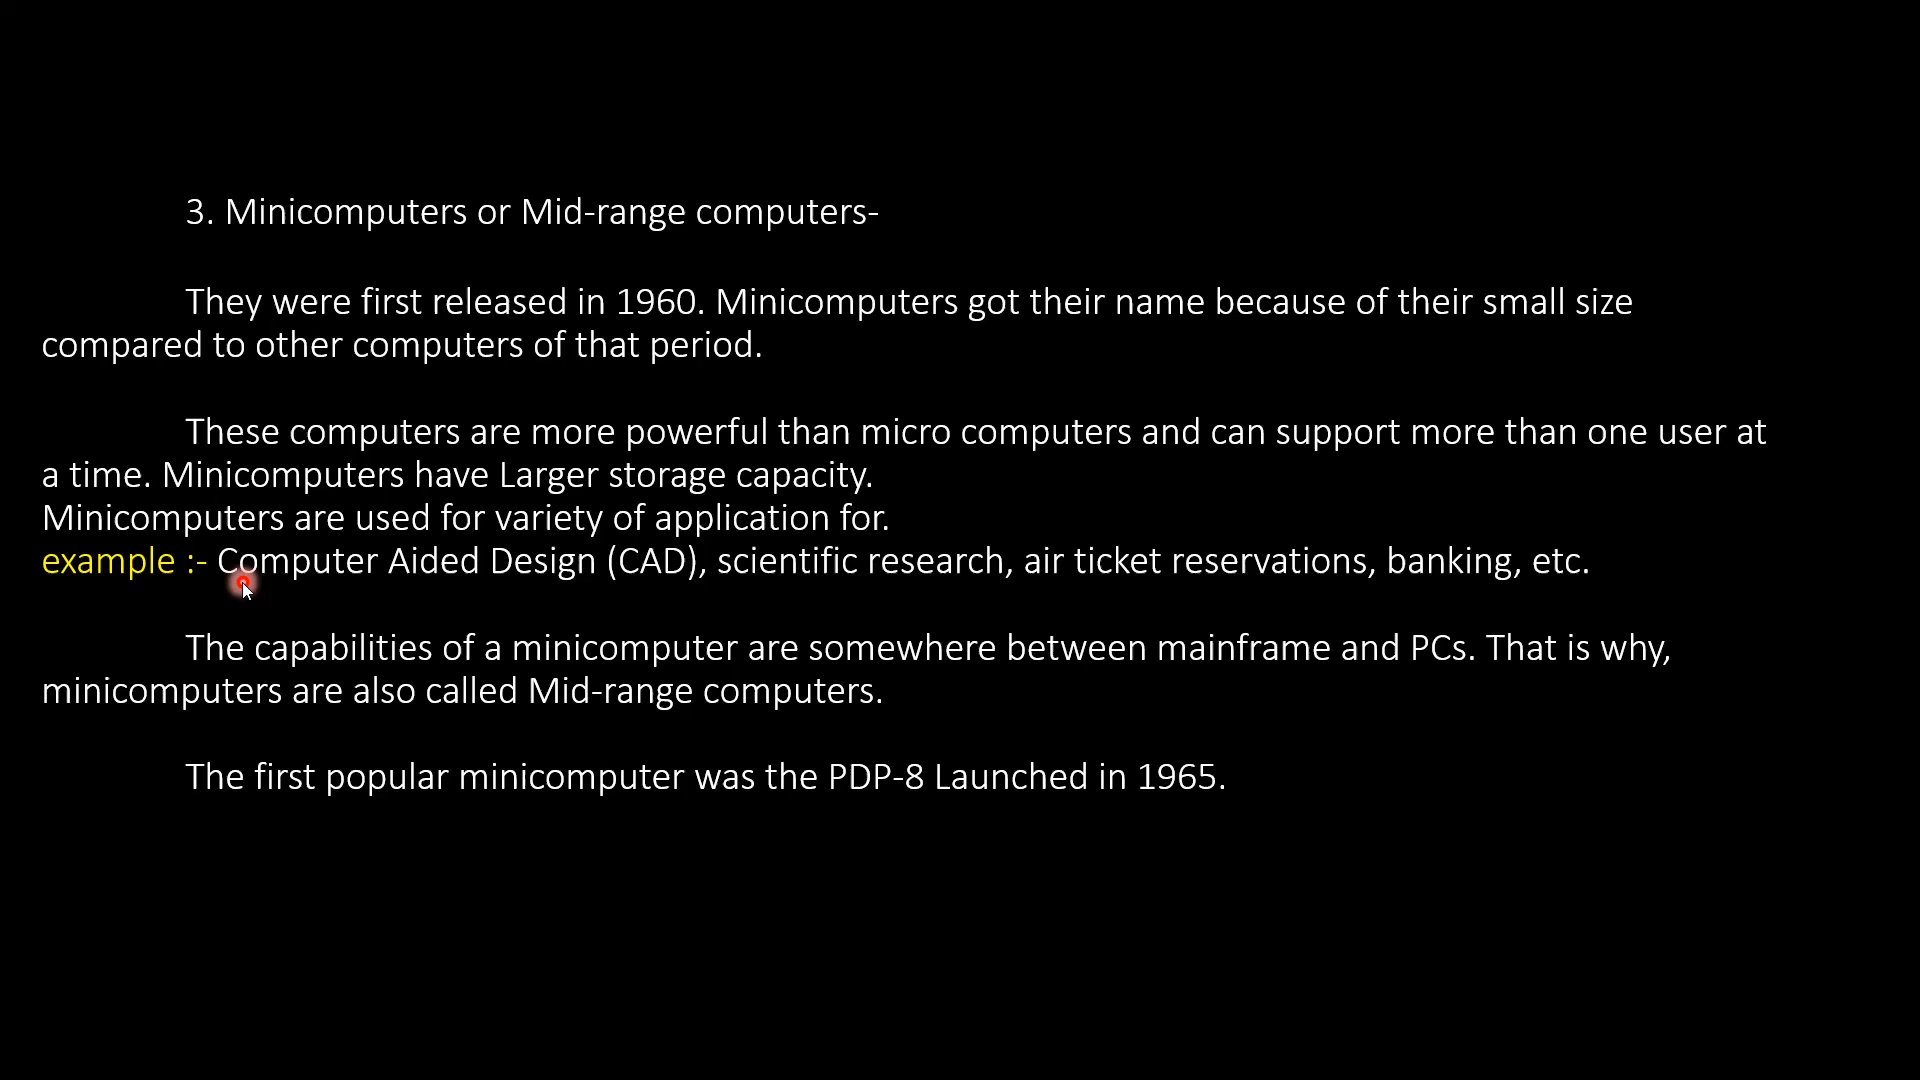 3. Minicomputers or Mid-range computers-
They were first released in 1960. Minicomputers got their name because of their small size
compared to other computers of that period.
These computers are more powerful than micro computers and can support more than one user at
a time. Minicomputers have Larger storage capacity.
Minicomputers are used for variety of application for.
example :- Computer Aided Design (CAD), scientific research, air ticket reservations, banking, etc.
The capabilities of a minicomputer are somewhere between mainframe and PCs. That is why,
minicomputers are also called Mid-range computers.
The first popular minicomputer was the PDP-8 Launched in 1965.